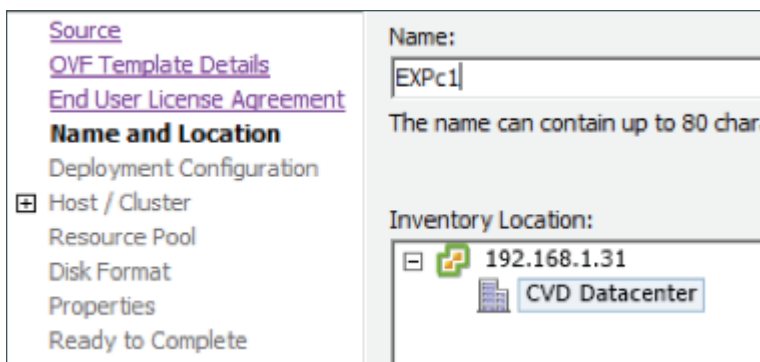 Source
OVF Template Details
End User License Agreement
Name and Location
Deployment Configuration
Host / Cluster
Resource Pool
Disk Format
Properties
Ready to Complete
Name:
EXPc1
The name can contain up to 80 char
Inventory Location:
192.168.1.31
CVD Datacenter